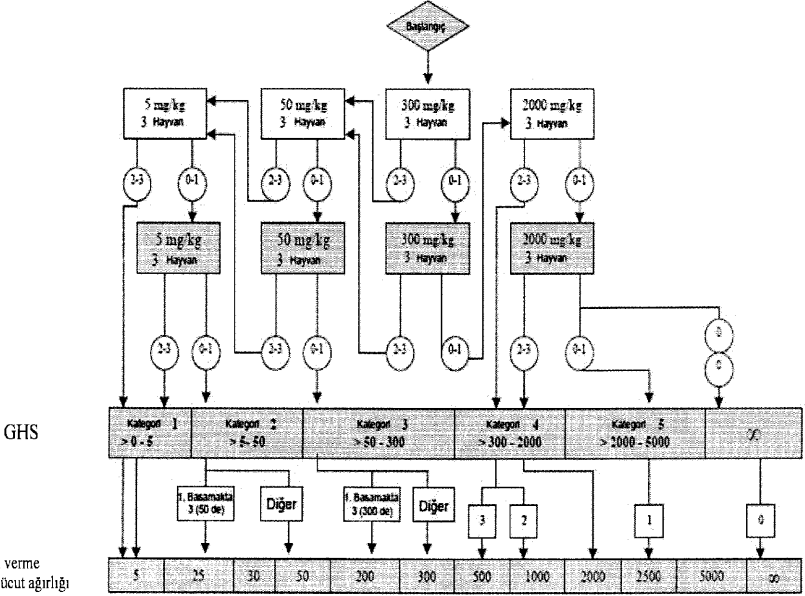 Başlangıç
5 mg/kg 50 mg/kg 300 mg/kg 2000 mg/kg
3 Hayvan 3 Hayvan 3 Hayvan 3 Hayvan
2-3 0-1 2-3 0-1 2-3 0-1 2-3 0-1
5 mg/kg 50 mg/kg 300 mg/kg 2000 mg/kg
3 Hayvan 3 Hayvan 3 Hayvan 3 Hayvan
0
2-3 0-1 2-3 0-1 2-3 0-1 2-3 0-1
0
GHS
Kategori 1 Kategori 2 Kategori 3 Kategori 4 Kategori 5 ∞
> 0 - 5 > 5- 50 > 50 - 300 > 300 - 2000 > 2000 - 5000
1. Basamakta Diğer 1. Basamakta Diğer 3 2 1 0
3 (50 de) 3 (300 de)
verme
ücut ağırlığı
5 25 30 50 200 300 500 1000 2000 2500 5000 ∞